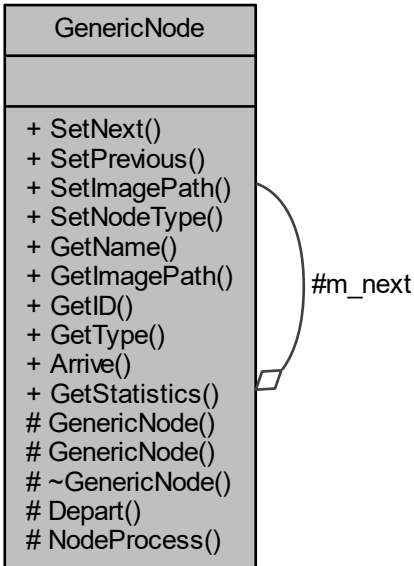 GenericNode
+ SetNext()
+ SetPrevious()
+ SetImagePath()
+ SetNodeType()
+ GetName()
+ GetImagePath()
+ GetID()
+ GetType()
+ Arrive()
+ GetStatistics()
# GenericNode()
# GenericNode()
# ~GenericNode()
# Depart()
# NodeProcess()
#m_next